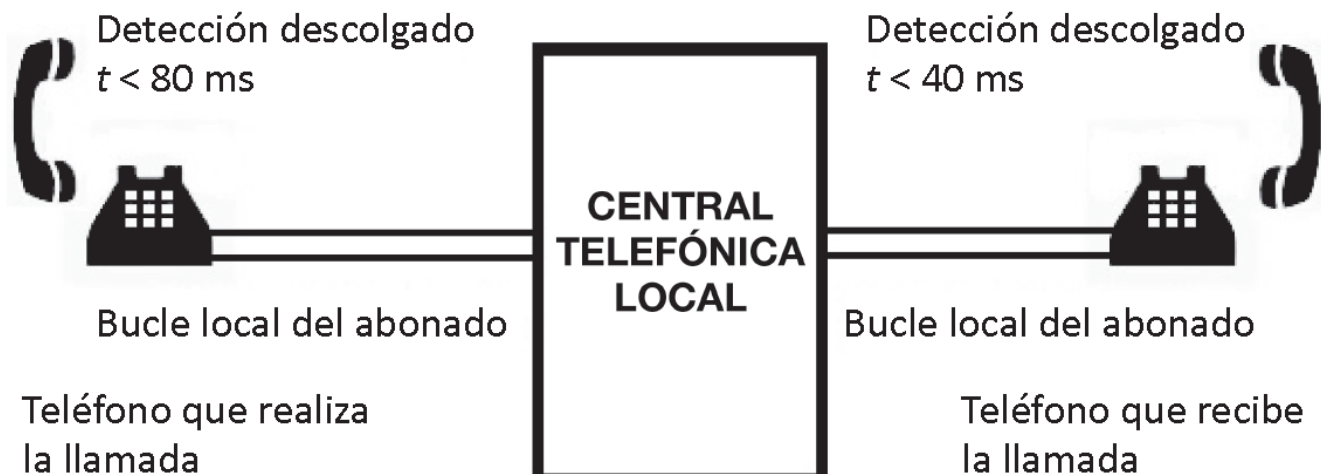 Detección descolgado
t < 80 ms
Detección descolgado
t < 40 ms
CENTRAL
TELEFÓNICA
LOCAL
Bucle local del abonado
Bucle local del abonado
Teléfono que realiza
la llamada
Teléfono que recibe
la llamada